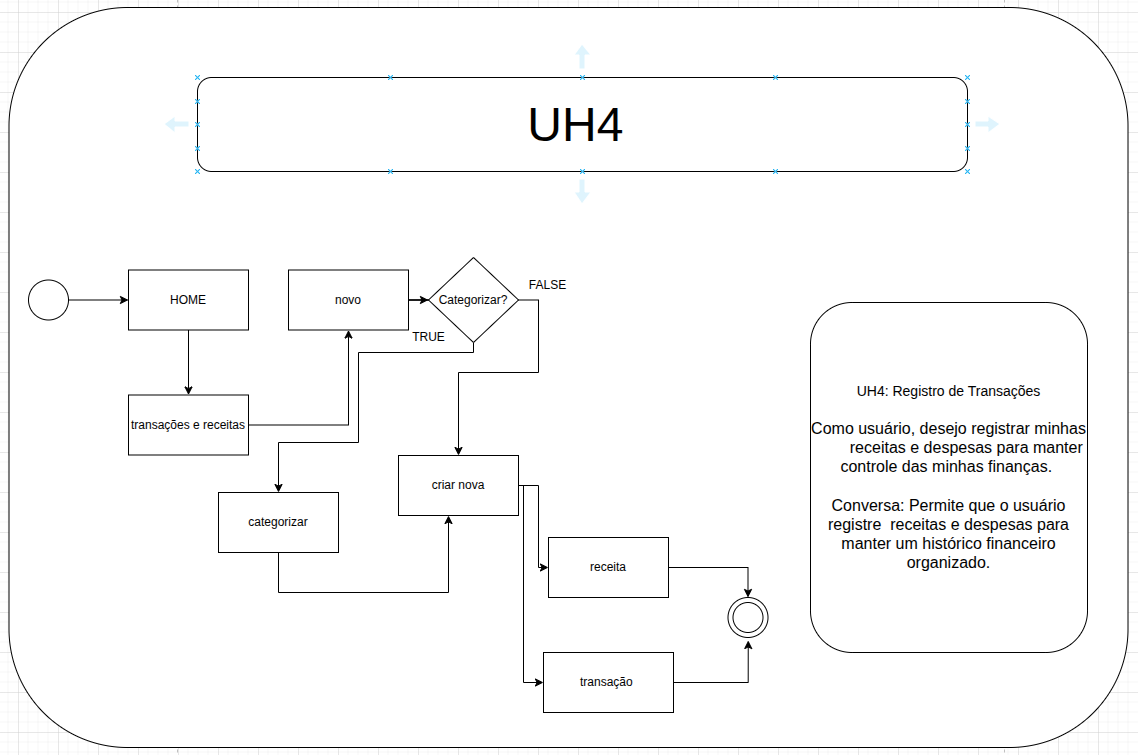 UH4
HOME
novo
Categorizar?
FALSE
TRUE
transações e receitas
categorizar
criar nova
receita
transação
UH4: Registro de Transações
Como usuário, desejo registrar minhas
receitas e despesas para manter
controle das minhas finanças.
Conversa: Permite que o usuário
registre  receitas e despesas para
manter um histórico financeiro
organizado.